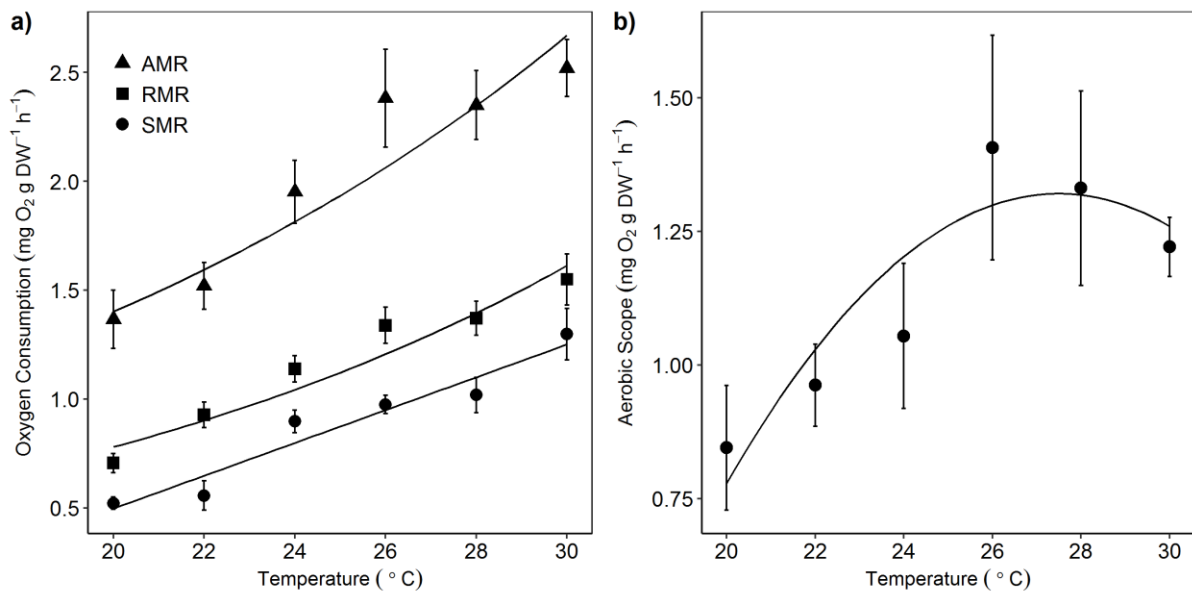 a)
Oxygen Consumption (mg O₂ g DW⁻¹ h⁻¹)
2.5
2.0
1.5
1.0
0.5
AMR
RMR
SMR
20 22 24 26 28 30
Temperature ( ° C)
b)
Aerobic Scope (mg O₂ g DW⁻¹ h⁻¹)
1.50
1.25
1.00
0.75
20 22 24 26 28 30
Temperature ( ° C)